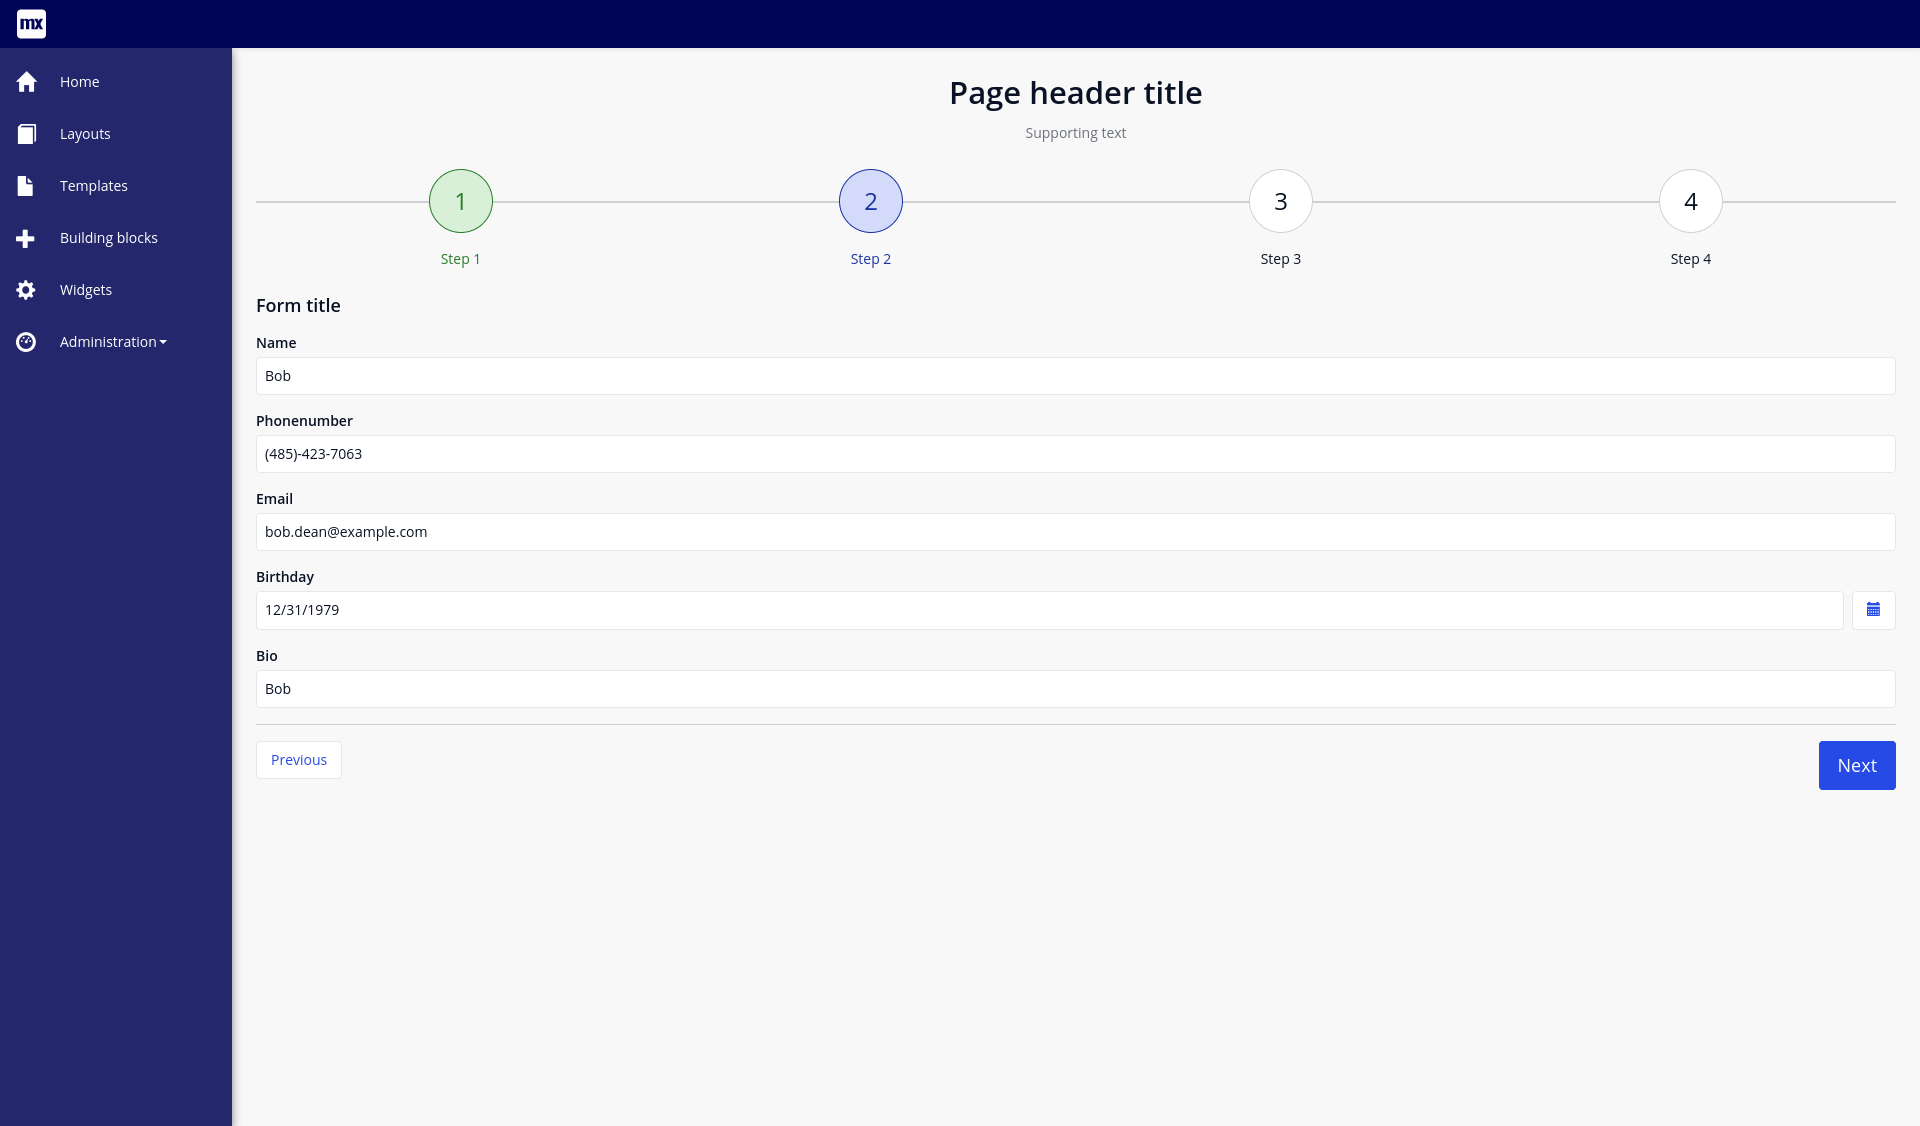 mx
Home
Layouts
Templates
Building blocks
Widgets
Administration
Page header title
Supporting text
1
2
3
4
Step 1
Step 2
Step 3
Step 4
Form title
Name
Bob
Phonenumber
(485)-423-7063
Email
bob.dean@example.com
Birthday
12/31/1979
Bio
Bob
Previous
Next